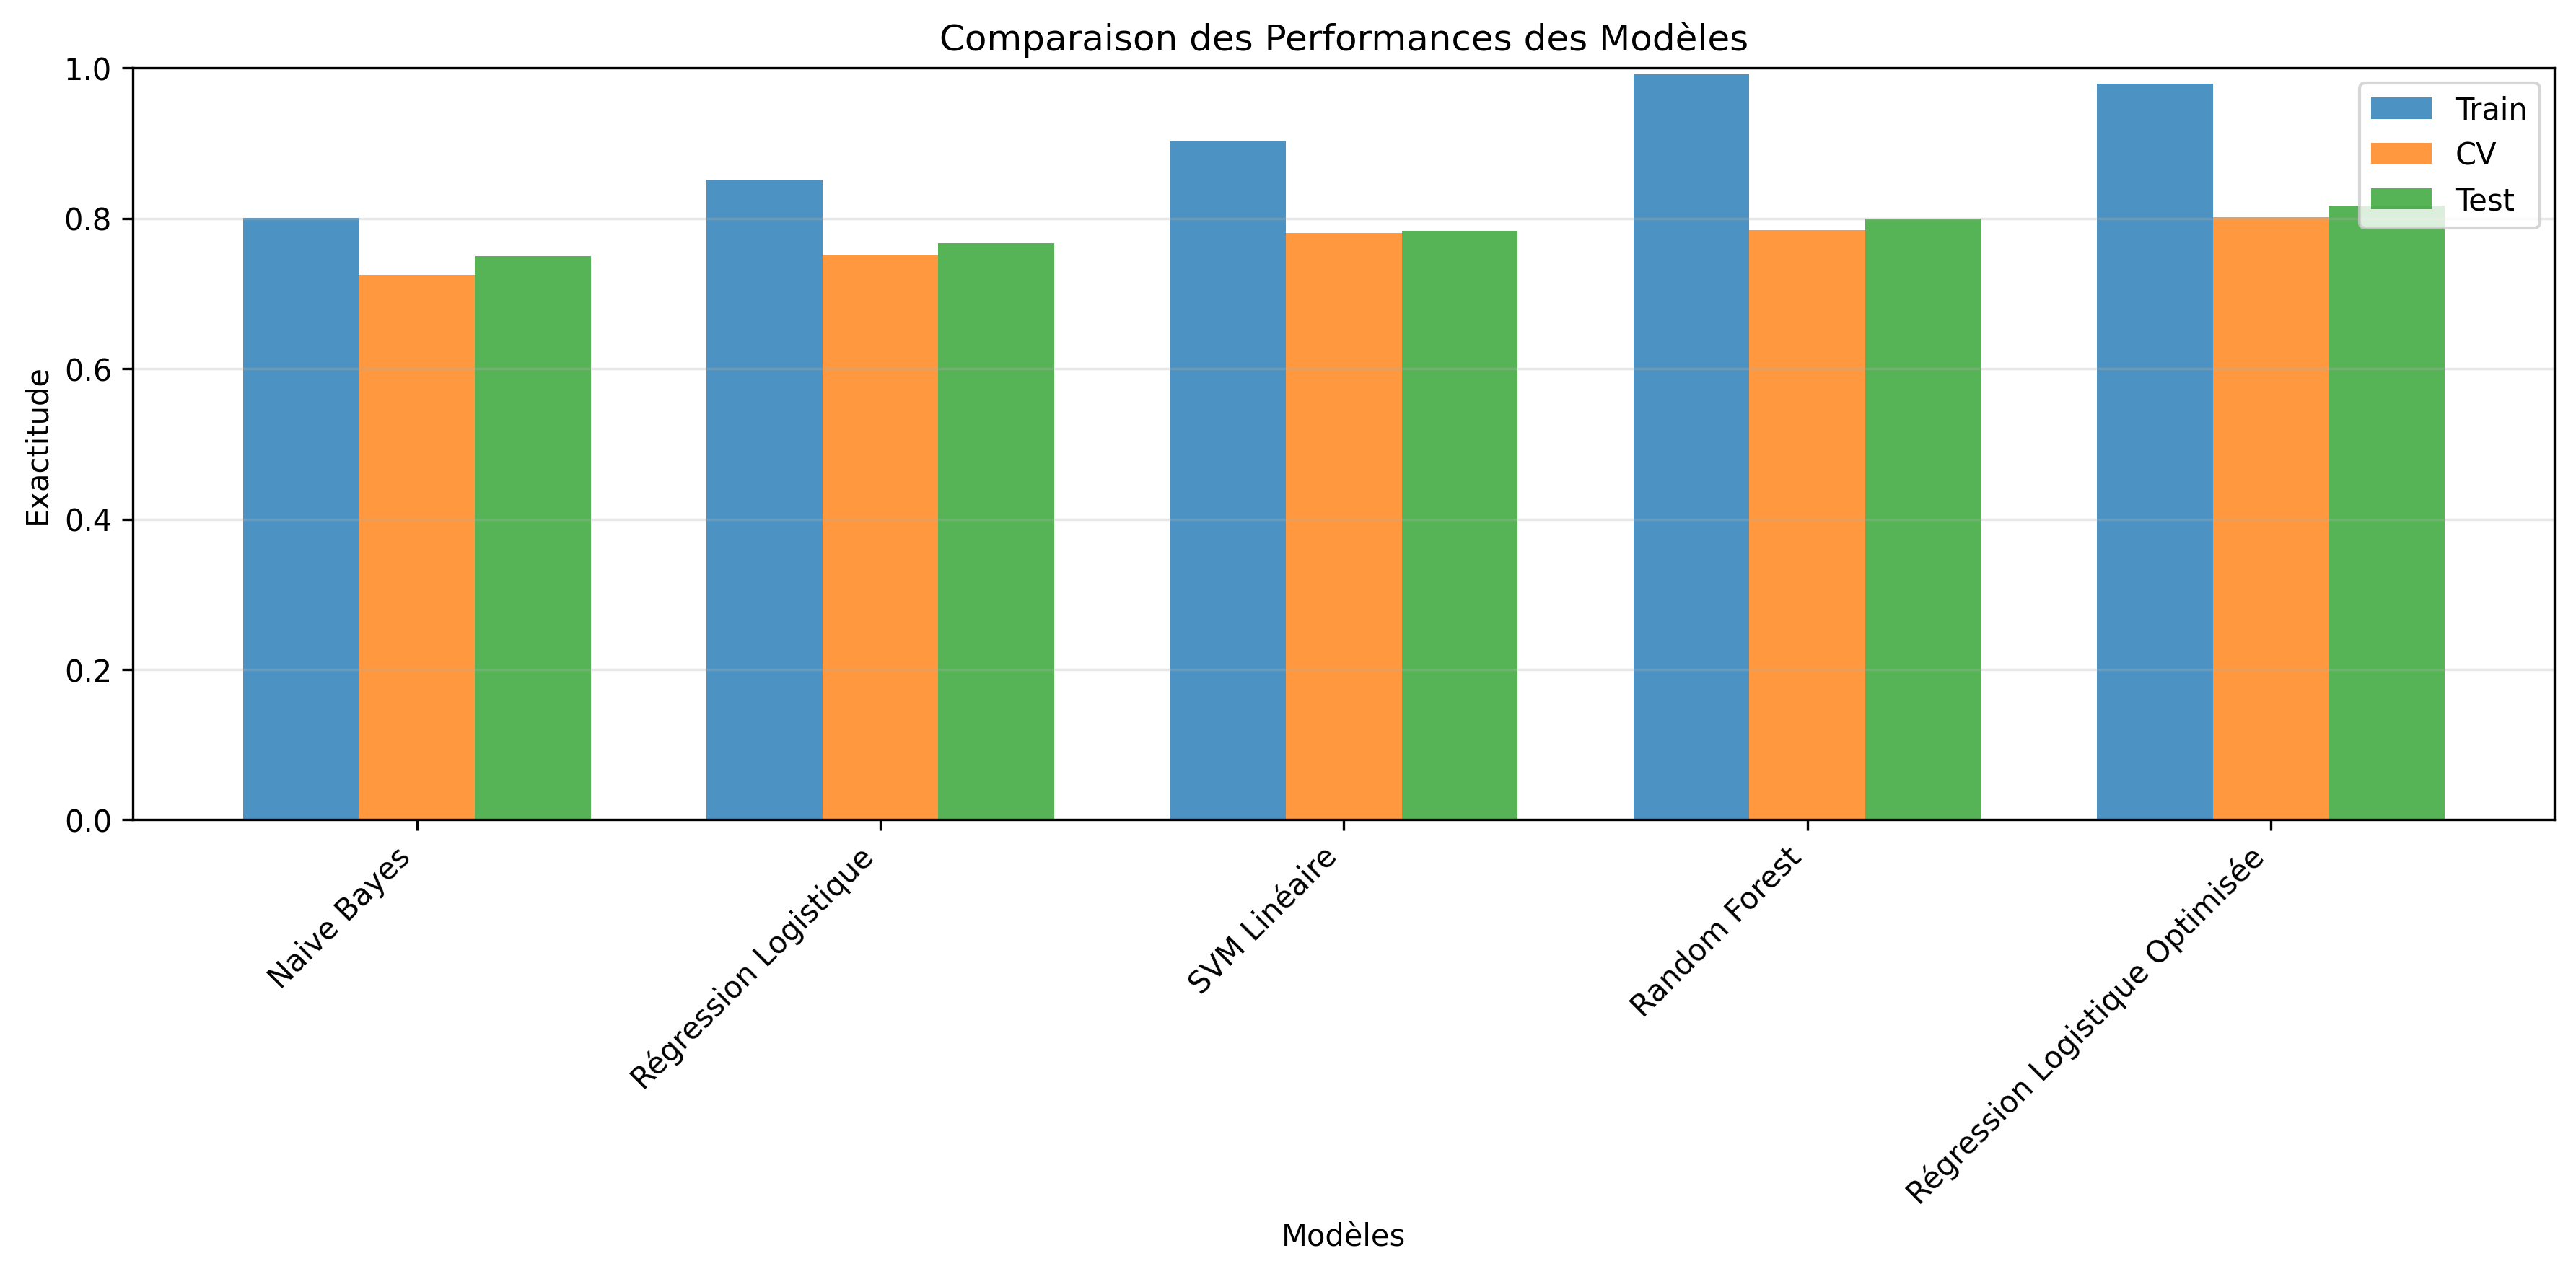 Comparaison des Performances des Modèles
1.0
0.8
0.6
0.4
0.2
0.0
Exactitude
Train
CV
Test
Naive Bayes
Régression Logistique
SVM Linéaire
Random Forest
Régression Logistique Optimisée
Modèles